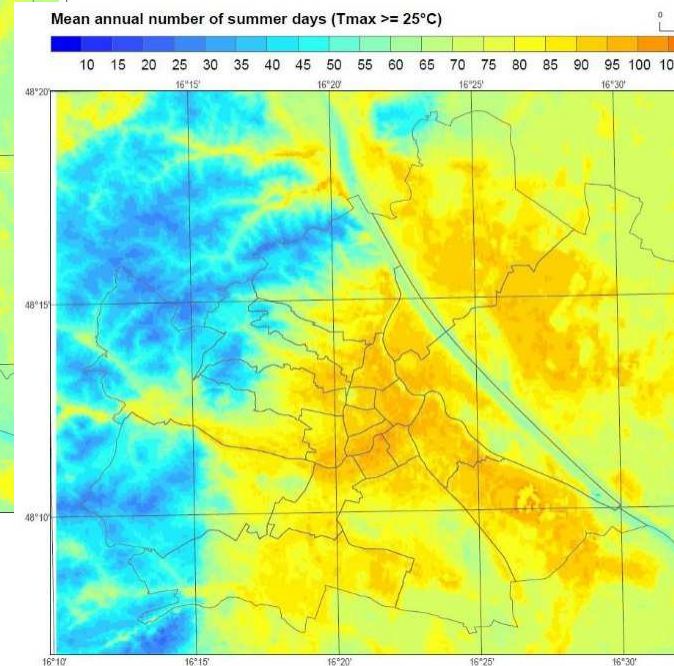 Mean annual number of summer days (Tmax >= 25°C)
0
10 15 20 25 30 35 40 45 50 55 60 65 70 75 80 85 90 95 100 10
16°15' 16°20' 16°25' 16°30'
48°20'
48°15'
48°10'
16°10' 16°15' 16°20' 16°25' 16°30'